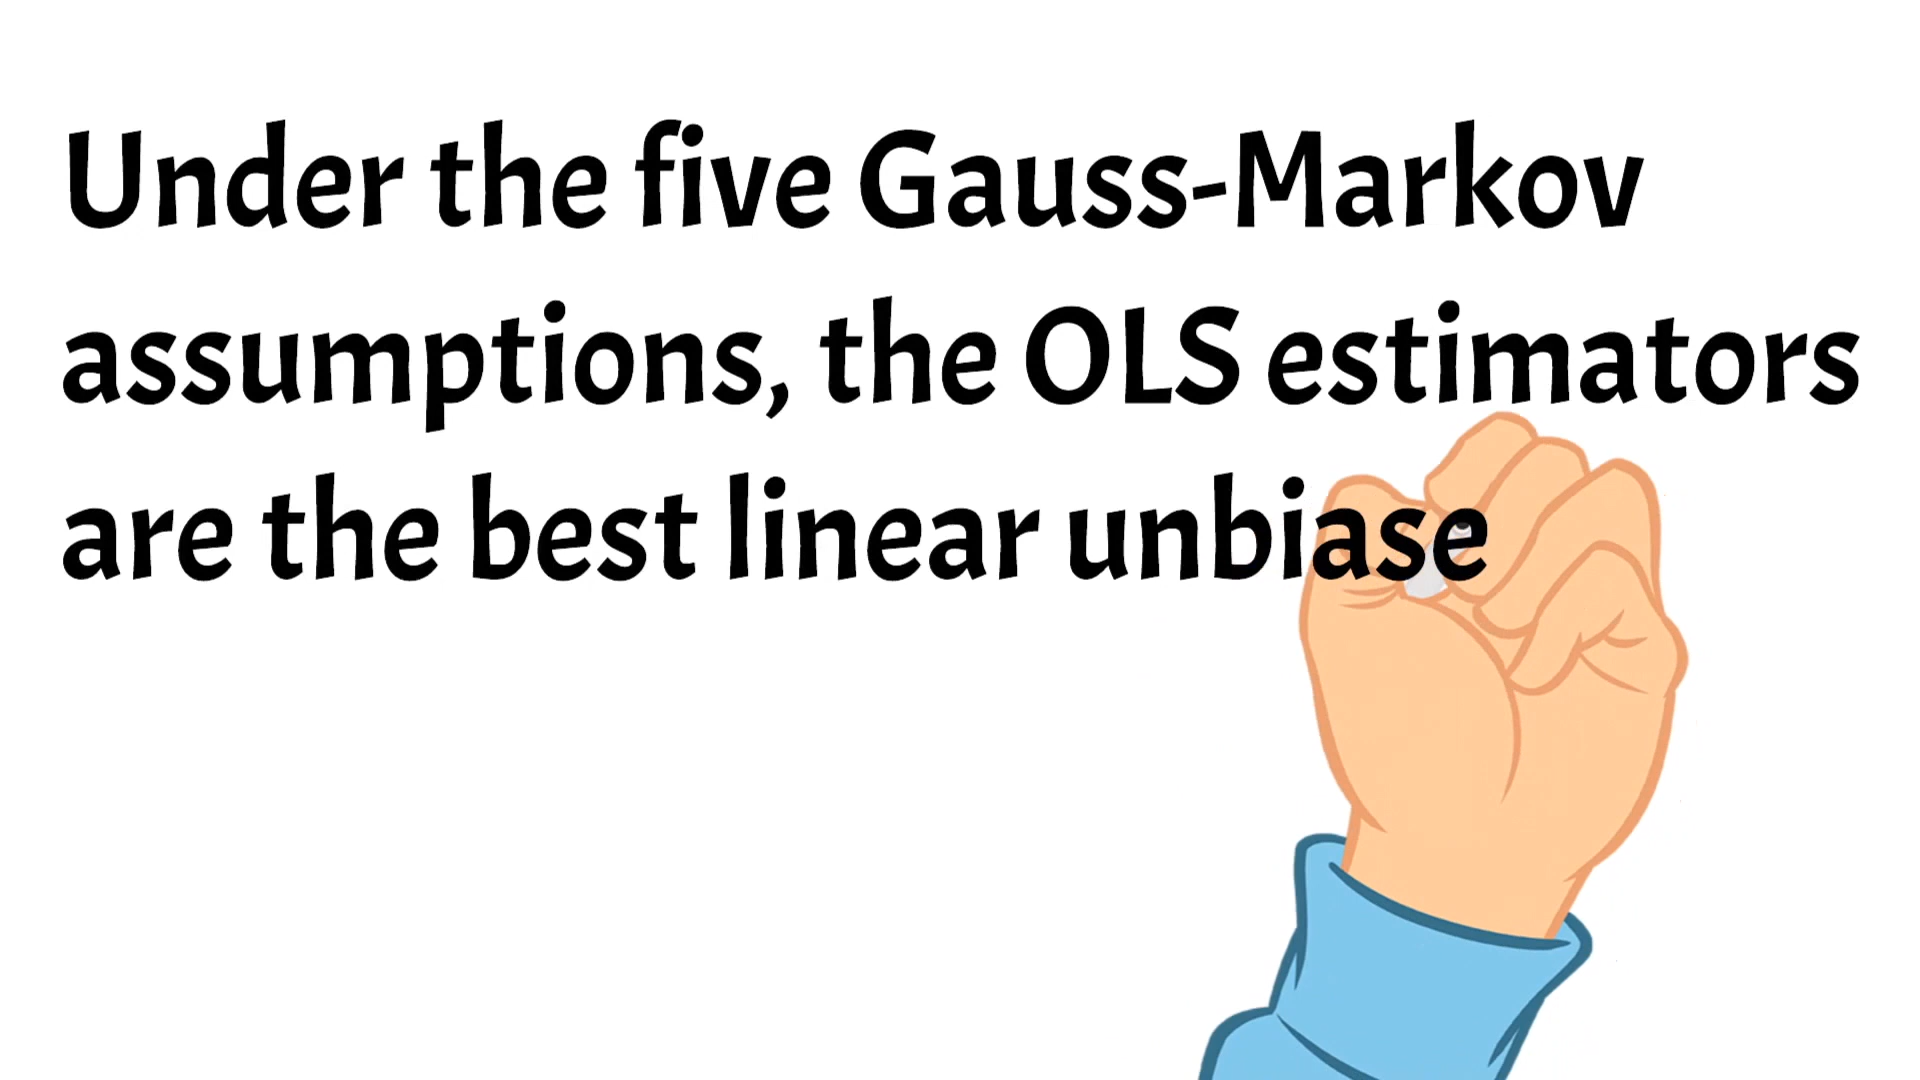 Under the five Gauss-Markov
assumptions, the OLS estimators
are the best linear unbiase